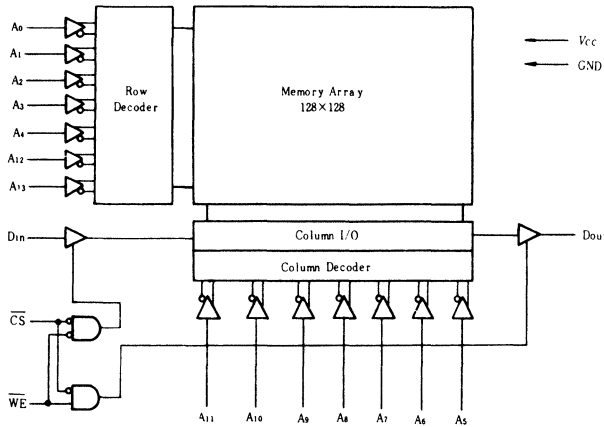 A0
A1
A2
A3
A4
A12
A13
Row
Decoder
Memory Array
128×128
Vcc
GND
Din
Column I/O
Dout
Column Decoder
CS
WE
A11 A10 A9 A8 A7 A6 A5